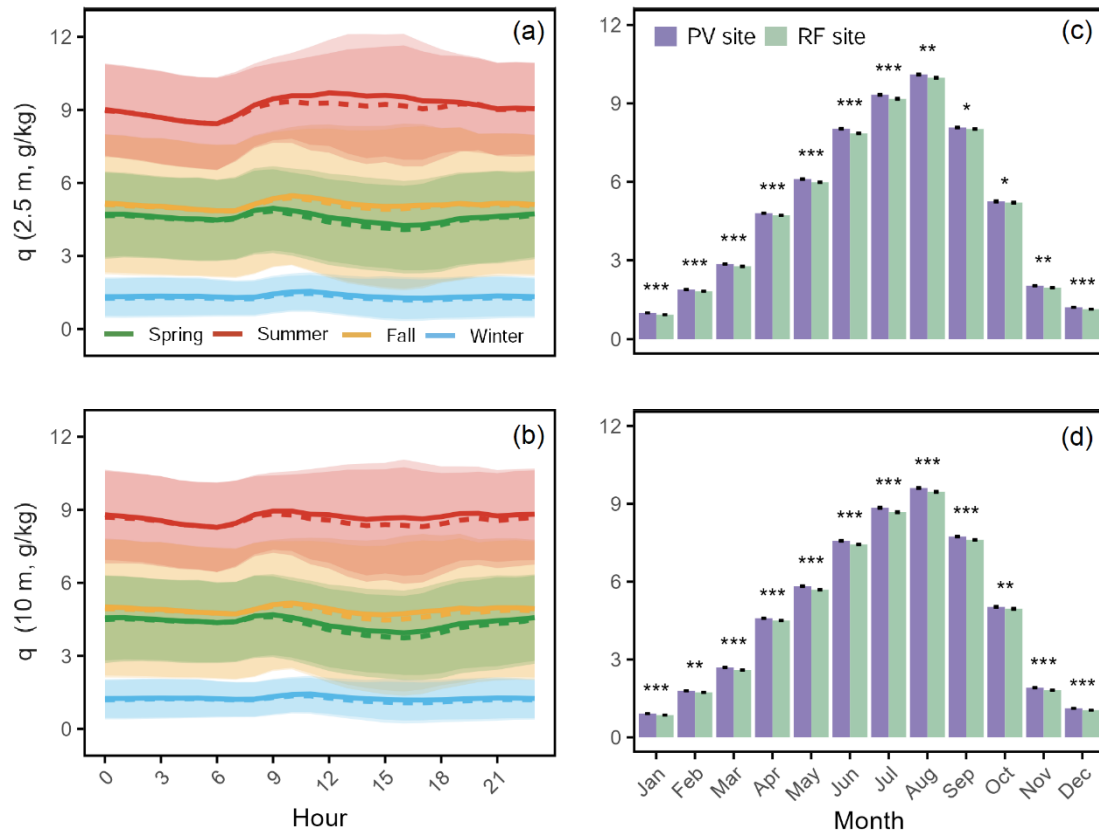 (a)
q (2.5 m, g/kg)
12
9
6
3
0
Spring Summer Fall Winter
(c)
PV site RF site
12
9
6
3
0
*** *** *** *** *** *** *** ** * * ** ***
(b)
q (10 m, g/kg)
12
9
6
3
0
0 3 6 9 12 15 18 21
Hour
(d)
12
9
6
3
0
*** ** *** *** *** *** *** *** *** ** *** ***
Jan Feb Mar Apr May Jun Jul Aug Sep Oct Nov Dec
Month